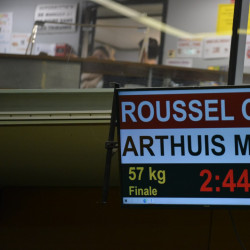 ROUSSEL C
ARTHUIS M
57 kg
Finale
2:44